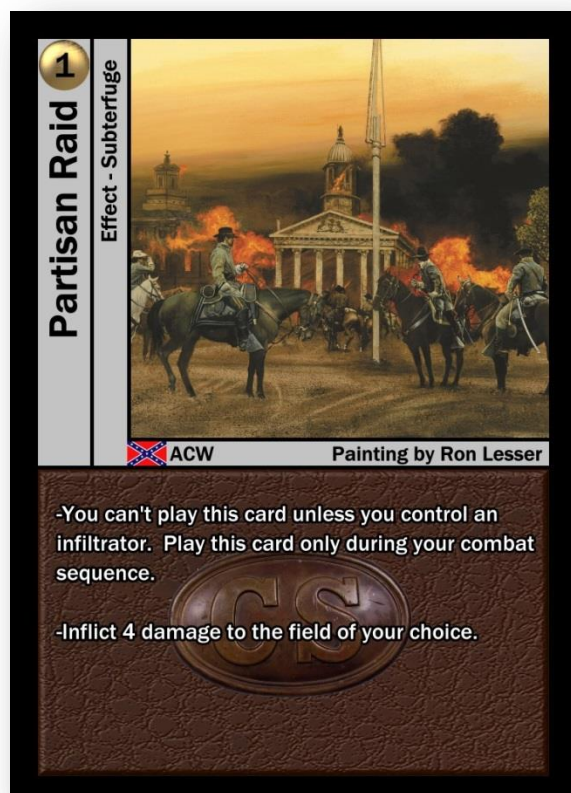 1
Partisan Raid
Effect - Subterfuge
ACW
Painting by Ron Lesser
-You can't play this card unless you control an
infiltrator.  Play this card only during your combat
sequence.
CS
-Inflict 4 damage to the field of your choice.